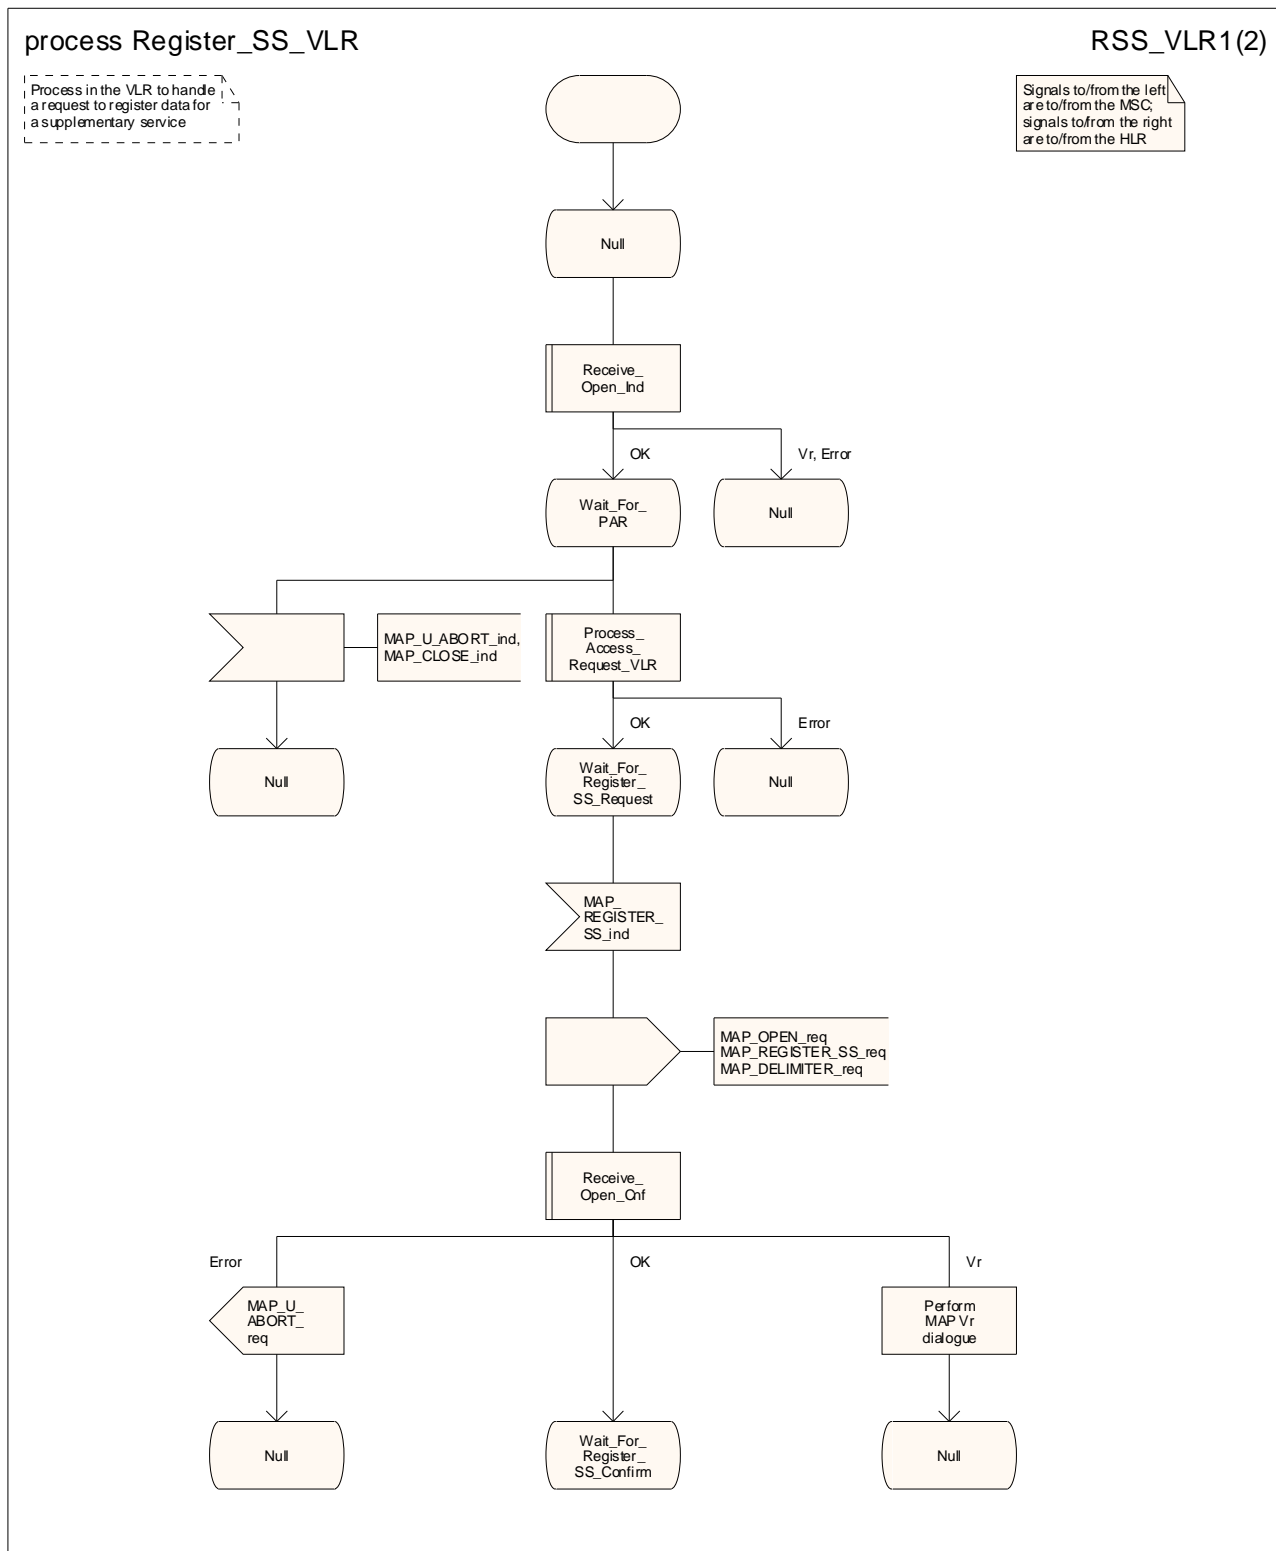 process Register_SS_VLR
RSS_VLR1(2)
Process in the VLR to handle
a request to register data for
a supplementary service
Signals to/from the left
are to/from the MSC;
signals to/from the right
are to/from the HLR
Null
Receive_
Open_Ind
OK
Vr, Error
Wait_For_
PAR
Null
MAP_U_ABORT_ind,
MAP_CLOSE_ind
Process_
Access_
Request_VLR
OK
Error
Null
Wait_For_
Register_
SS_Request
Null
MAP_
REGISTER_
SS_ind
MAP_OPEN_req
MAP_REGISTER_SS_req
MAP_DELIMITER_req
Receive_
Open_Cnf
Error
OK
Vr
MAP_U_
ABORT_
req
Perform
MAP Vr
dialogue
Null
Wait_For_
Register_
SS_Confirm
Null